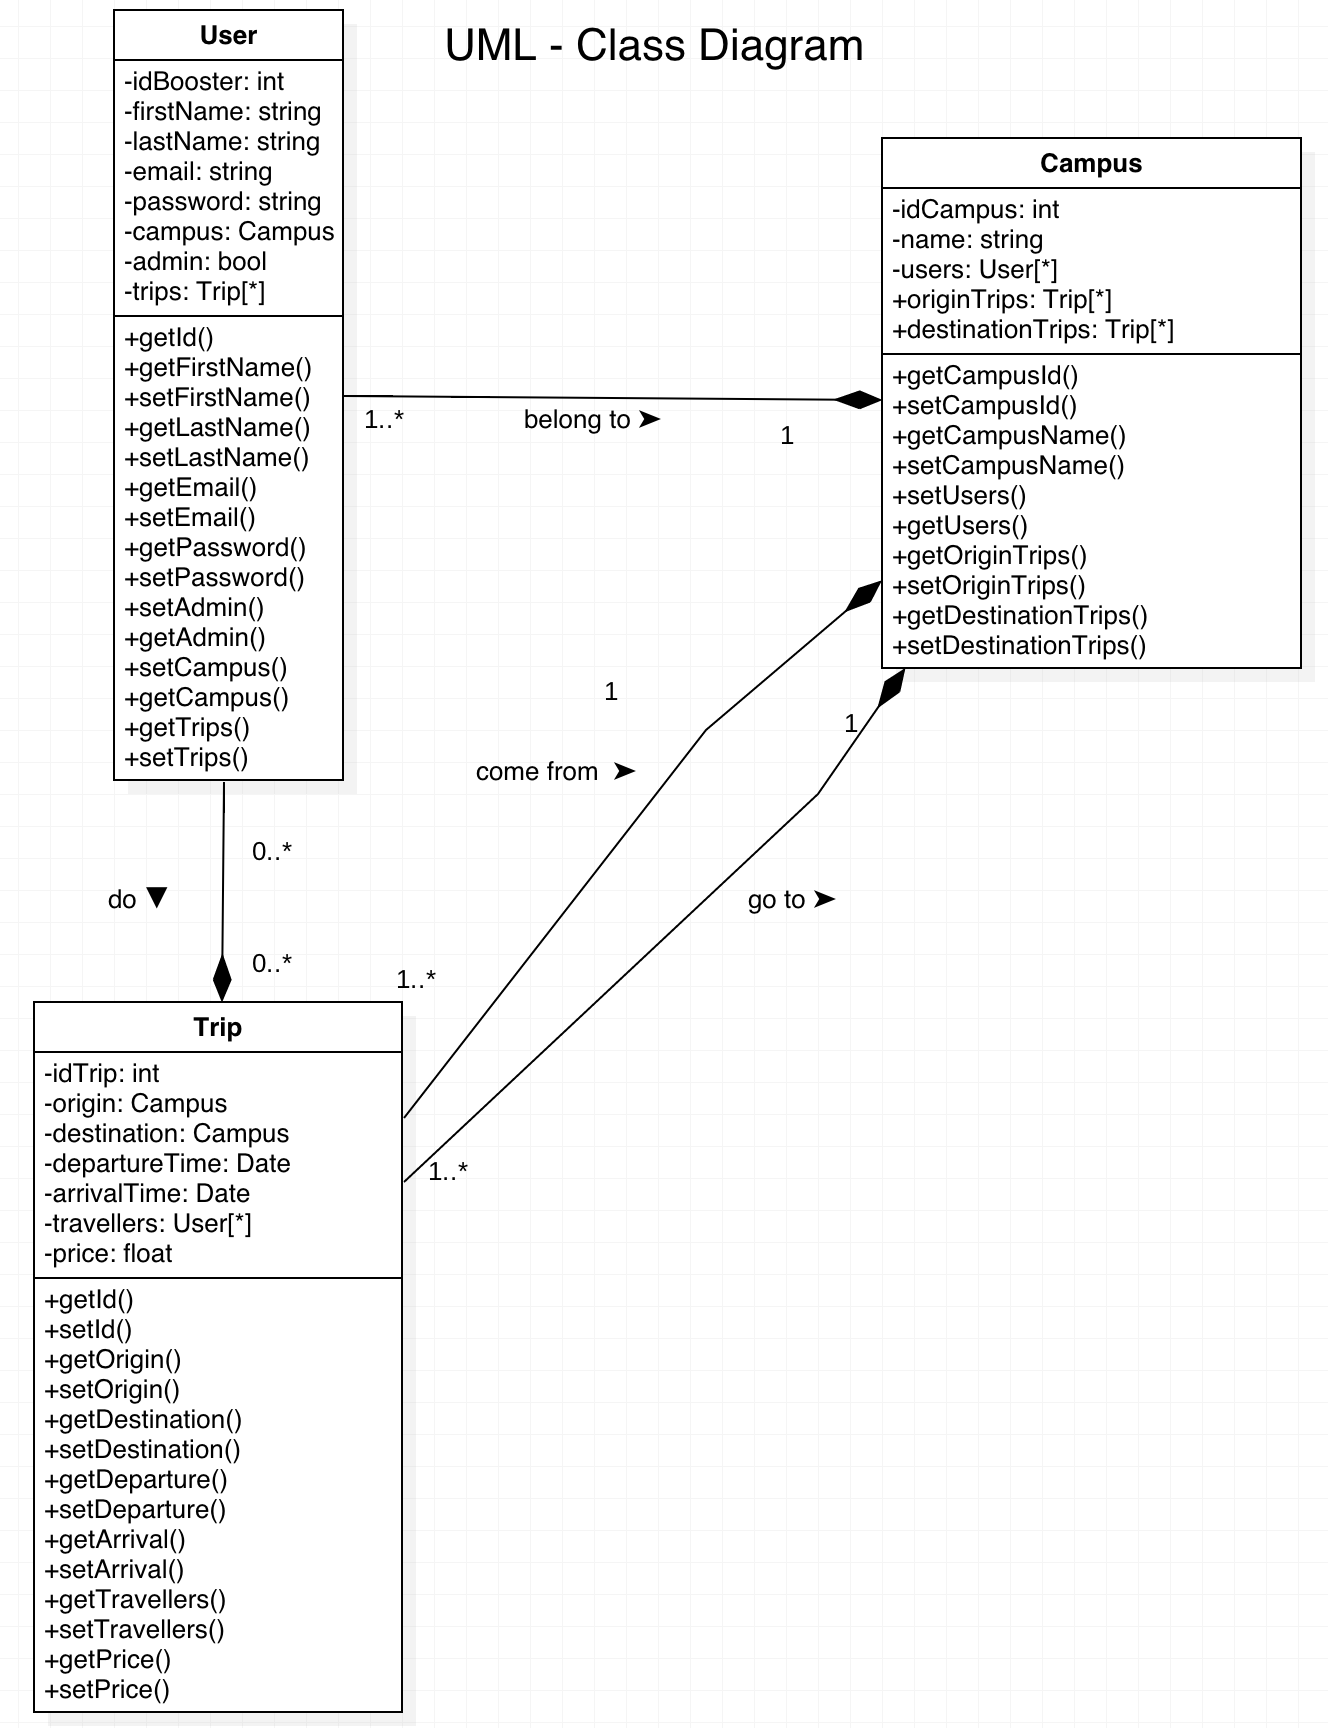 UML - Class Diagram
User
-idBooster: int
-firstName: string
-lastName: string
-email: string
-password: string
-campus: Campus
-admin: bool
-trips: Trip[*]
+getId()
+getFirstName()
+setFirstName()
+getLastName()
+setLastName()
+getEmail()
+setEmail()
+getPassword()
+setPassword()
+setAdmin()
+getAdmin()
+setCampus()
+getCampus()
+getTrips()
+setTrips()
Campus
-idCampus: int
-name: string
-users: User[*]
+originTrips: Trip[*]
+destinationTrips: Trip[*]
+getCampusId()
+setCampusId()
+getCampusName()
+setCampusName()
+setUsers()
+getUsers()
+getOriginTrips()
+setOriginTrips()
+getDestinationTrips()
+setDestinationTrips()
1..*
belong to ➤
1
1
come from ➤
1..*
1
go to ➤
1..*
0..*
do ▼
0..*
Trip
-idTrip: int
-origin: Campus
-destination: Campus
-departureTime: Date
-arrivalTime: Date
-travellers: User[*]
-price: float
+getId()
+setId()
+getOrigin()
+setOrigin()
+getDestination()
+setDestination()
+getDeparture()
+setDeparture()
+getArrival()
+setArrival()
+getTravellers()
+setTravellers()
+getPrice()
+setPrice()